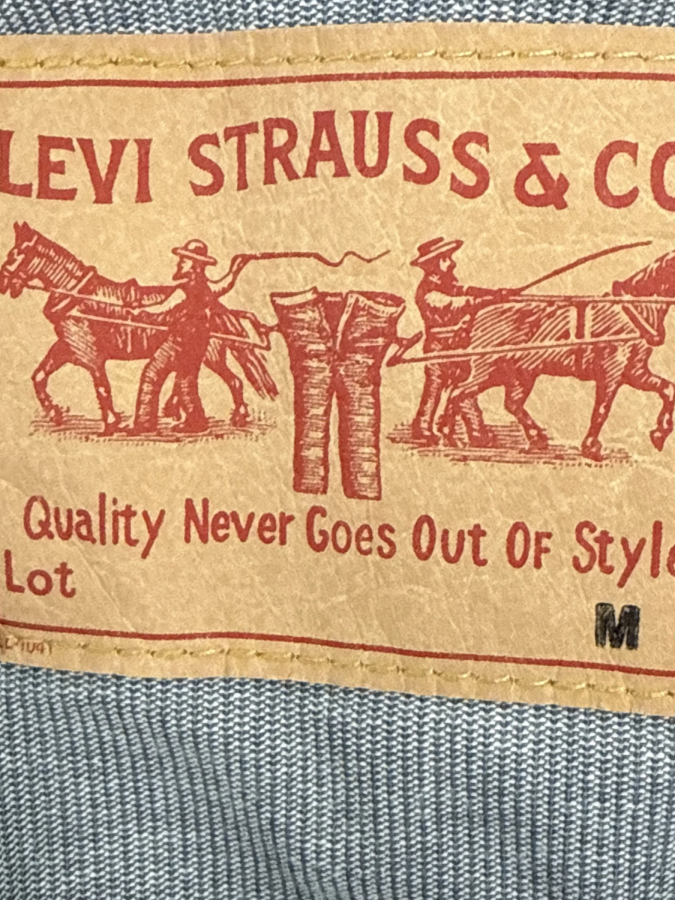 LEVI STRAUSS & CO
Quality Never Goes Out Of Style
Lot
M